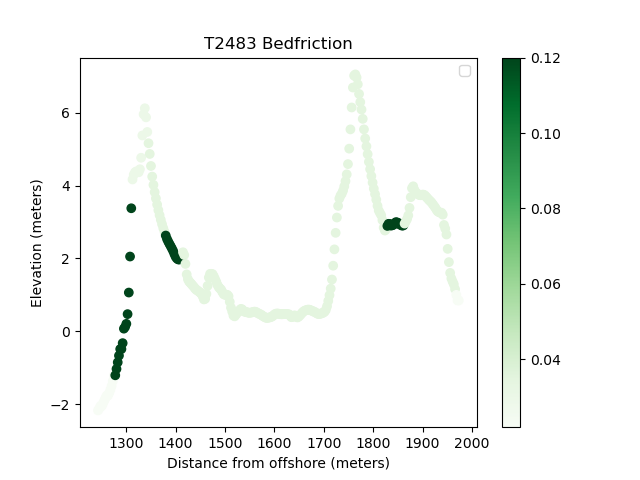 T2483 Bedfriction
Elevation (meters)
6
4
2
0
−2
1300 1400 1500 1600 1700 1800 1900 2000
Distance from offshore (meters)
0.12
0.10
0.08
0.06
0.04